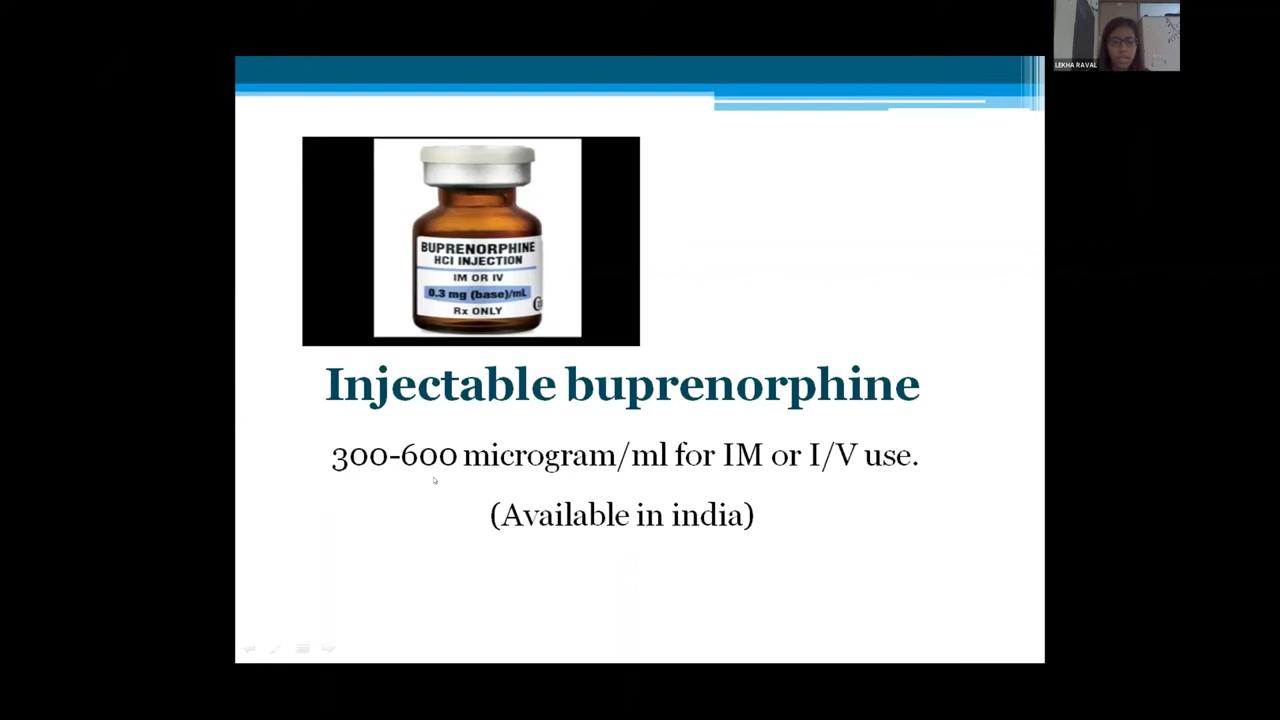 LEKHA RAVAL
BUPRENORPHINE
HCI INJECTION
IM OR IV
0.3 mg (base)/mL
Rx ONLY
Injectable buprenorphine
300-600 microgram/ml for IM or I/V use.
(Available in india)